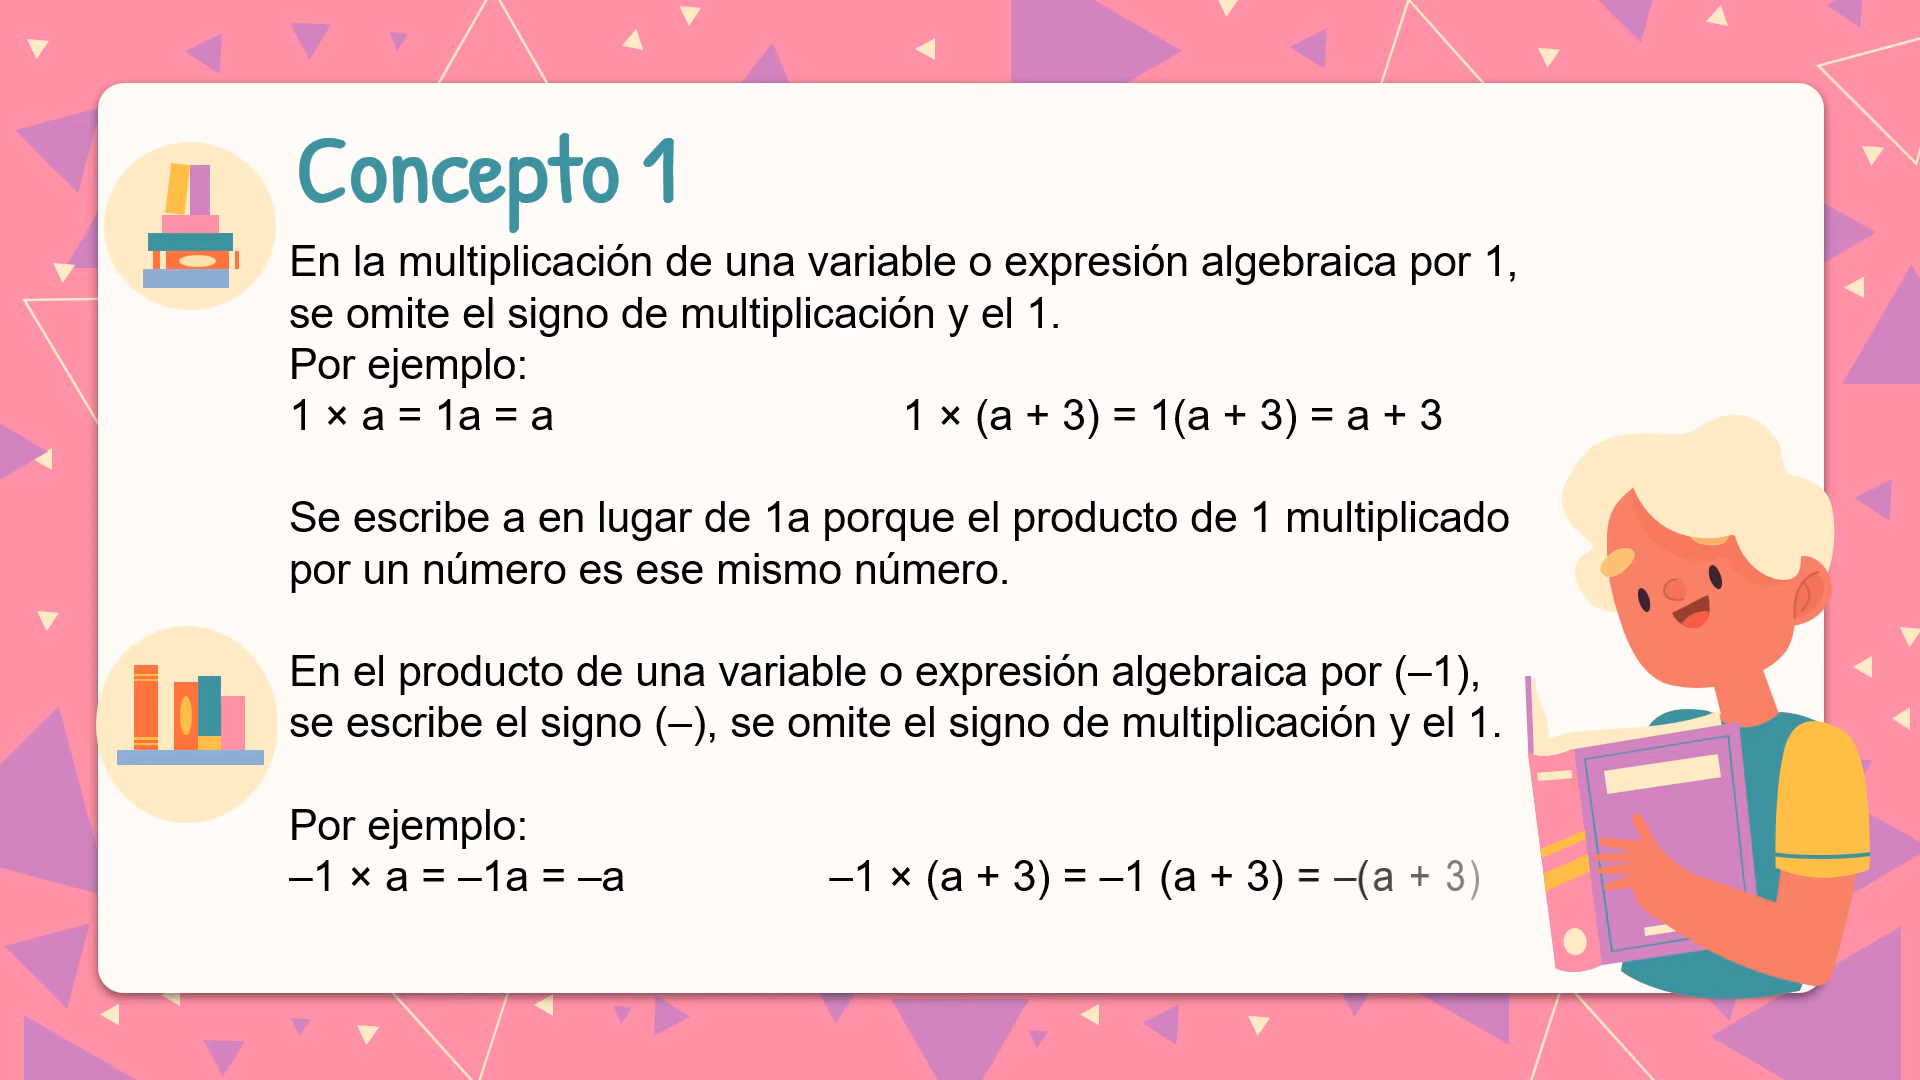 Concepto 1
En la multiplicación de una variable o expresión algebraica por 1,
se omite el signo de multiplicación y el 1.
Por ejemplo:
1 × a = 1a = a 1 × (a + 3) = 1(a + 3) = a + 3
Se escribe a en lugar de 1a porque el producto de 1 multiplicado
por un número es ese mismo número.
En el producto de una variable o expresión algebraica por (–1),
se escribe el signo (–), se omite el signo de multiplicación y el 1.
Por ejemplo:
–1 × a = –1a = –a –1 × (a + 3) = –1 (a + 3) = –(a + 3)